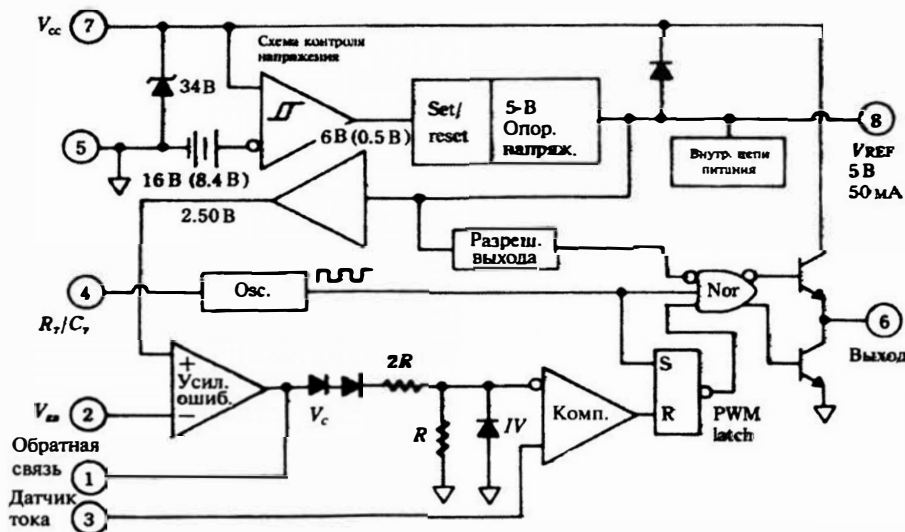 Vcc 7
Схема контроля
напряжения
34 В
Set/
reset
5-В
Опор.
напряж.
6 В (0.5 В)
8
VREF
5 В
50 мА
5
16 В (8.4 В)
Внутр. цепи
питания
2.50 В
Разреш.
выхода
4
Osc.
Nor
RT/CT
6
Выход
+
Усил.
ошиб.
−
2R
S
R
Vc
R
IV
Комп.
PWM
latch
2
Обратная
связь
1
Датчик
тока
3